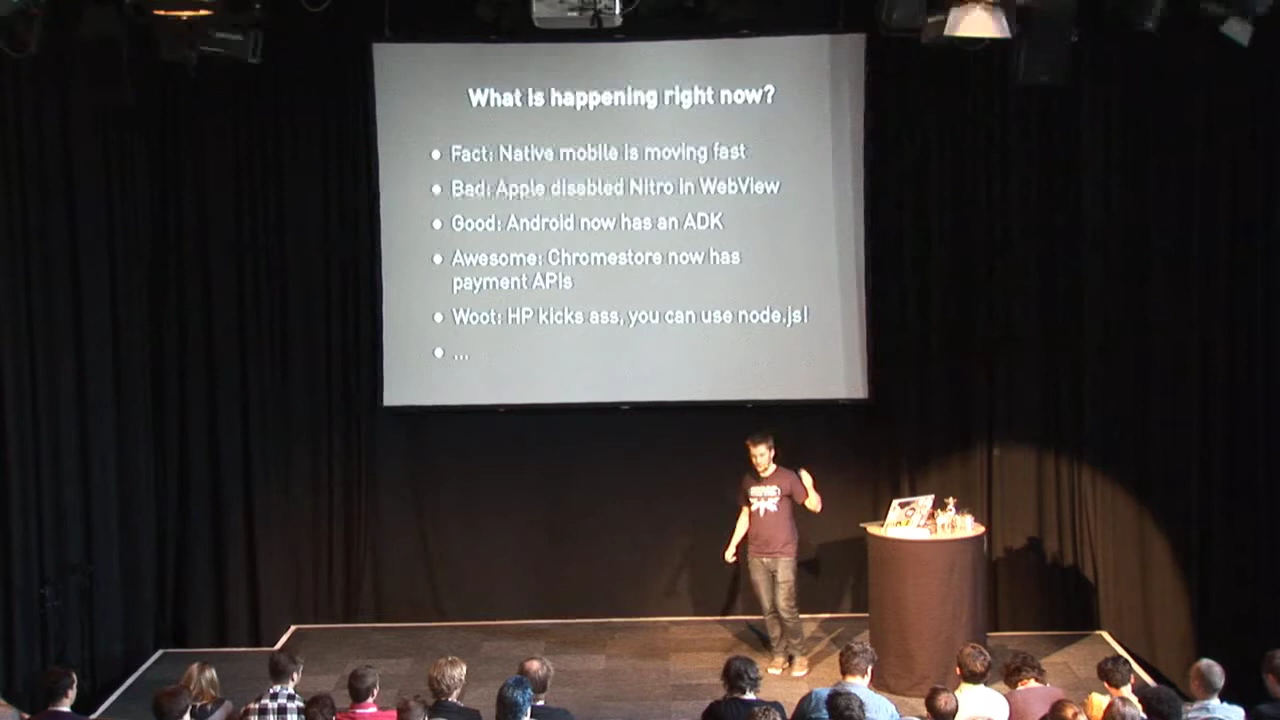 What is happening right now?
Fact: Native mobile is moving fast
Bad: Apple disabled Nitro in WebView
Good: Android now has an ADK
Awesome: Chromestore now has
payment APIs
Woot: HP kicks ass, you can use node.js!
...